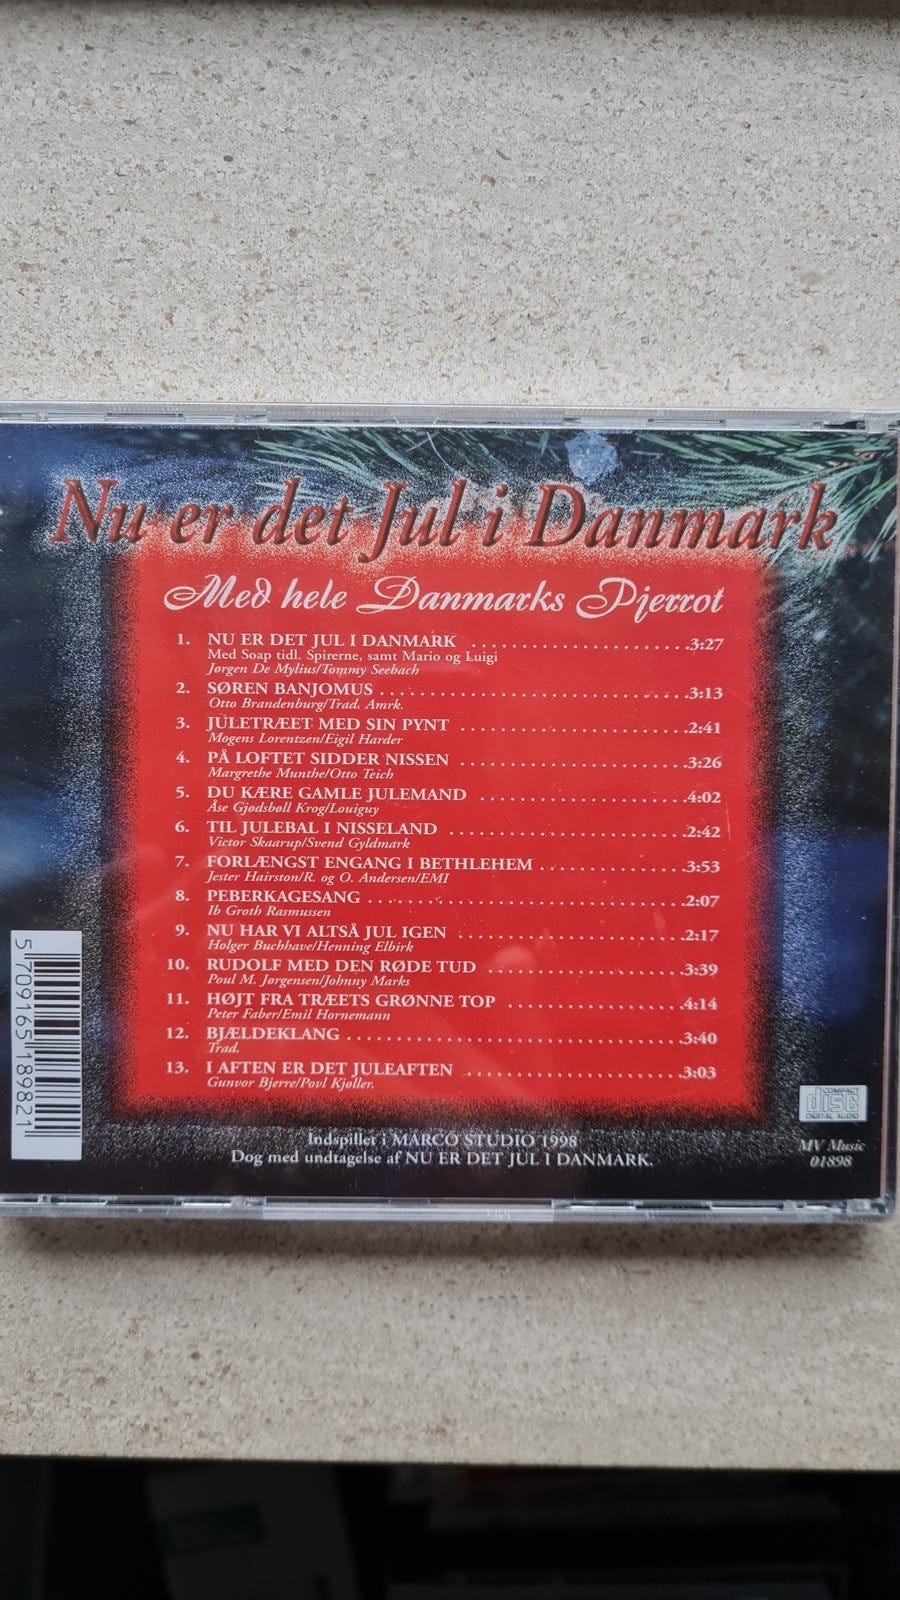 Nu er det Jul i Danmark
Med hele Danmarks Pjerrot
1. NU ER DET JUL I DANMARK ........................3:27
Med Soap tidl. Spirerne, samt Mario og Luigi
Jørgen De Mylius/Tommy Seebach
2. SØREN BANJOMUS ..................................3:13
Otto Brandenburg/Trad. Amrk.
3. JULETRÆET MED SIN PYNT .........................2:41
Mogens Lorentzen/Eigil Harder
4. PÅ LOFTET SIDDER NISSEN .........................3:26
Margrethe Munthe/Otto Teich
5. DU KÆRE GAMLE JULEMAND .......................4:02
Åse Gjødsbøll Krog/Louiguy
6. TIL JULEBAL I NISSELAND ..........................2:42
Victor Skaarup/Svend Gyldmark
7. FORLÆNGST ENGANG I BETHLEHEM ................3:53
Jester Hairston/R. og O. Andersen/EMI
8. PEBERKAGESANG ...................................2:07
Ib Groth Rasmussen
9. NU HAR VI ALTSÅ JUL IGEN .........................2:17
Holger Buchhave/Henning Elbirk
10. RUDOLF MED DEN RØDE TUD ......................3:39
Poul M. Jørgensen/Johnny Marks
11. HØJT FRA TRÆETS GRØNNE TOP ....................4:14
Peter Faber/Emil Hornemann
12. BJÆLDEKLANG .....................................3:40
Trad.
13. I AFTEN ER DET JULEAFTEN ........................3:03
Gunvor Bjerre/Povl Kjøller.
Indspillet i MARCO STUDIO 1998
Dog med undtagelse af NU ER DET JUL I DANMARK.
5 709165 189821
COMPACT
disc
DIGITAL AUDIO
MV Music
01898